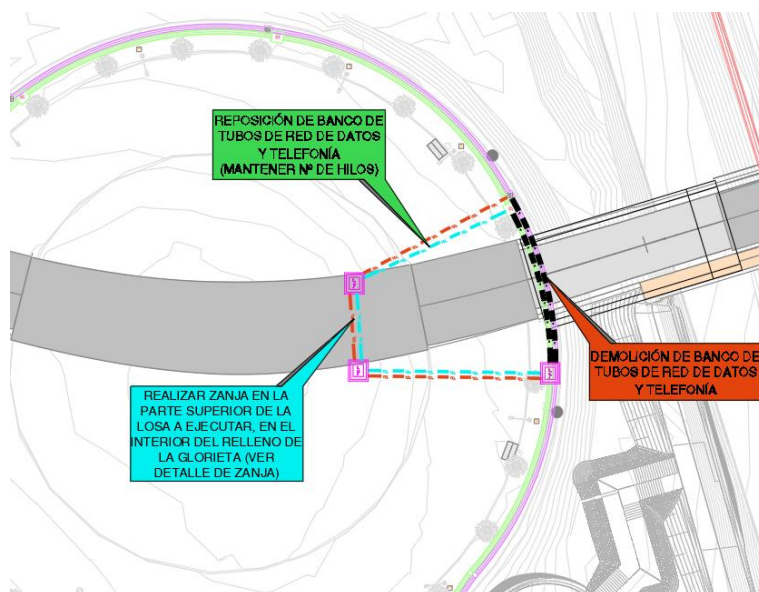 REPOSICIÓN DE BANCO DE
TUBOS DE RED DE DATOS
Y TELEFONÍA
(MANTENER Nº DE HILOS)
DEMOLICIÓN DE BANCO DE
TUBOS DE RED DE DATOS
Y TELEFONÍA
REALIZAR ZANJA EN LA
PARTE SUPERIOR DE LA
LOSA A EJECUTAR, EN EL
INTERIOR DEL RELLENO DE
LA GLORIETA (VER
DETALLE DE ZANJA)